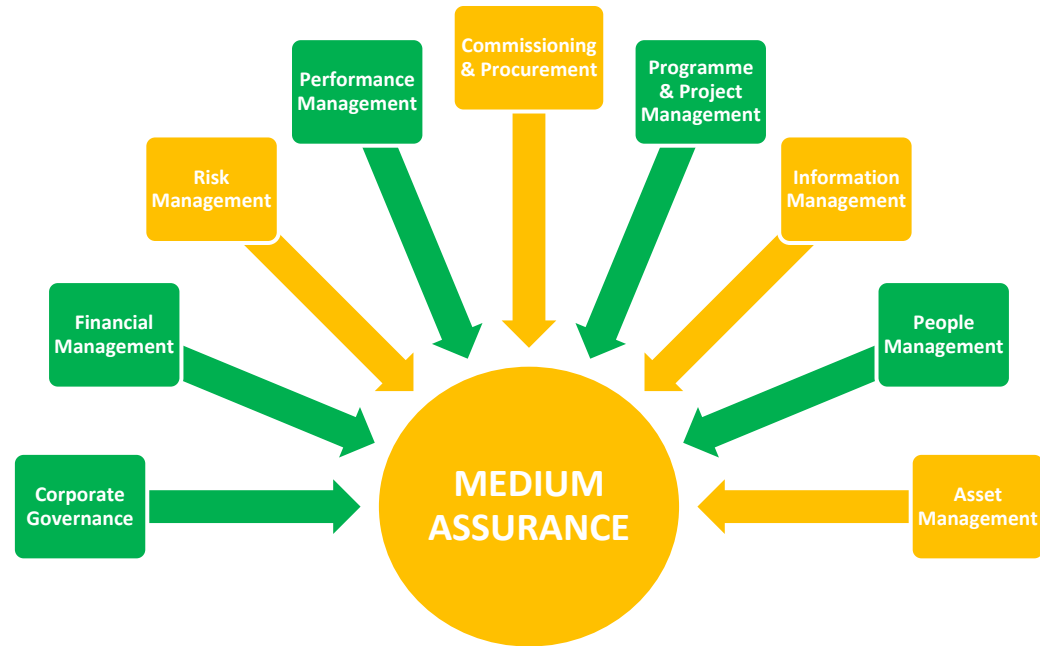 Commissioning
& Procurement
Performance
Management
Programme
& Project
Management
Risk
Management
Information
Management
Financial
Management
People
Management
Corporate
Governance
MEDIUM
ASSURANCE
Asset
Management